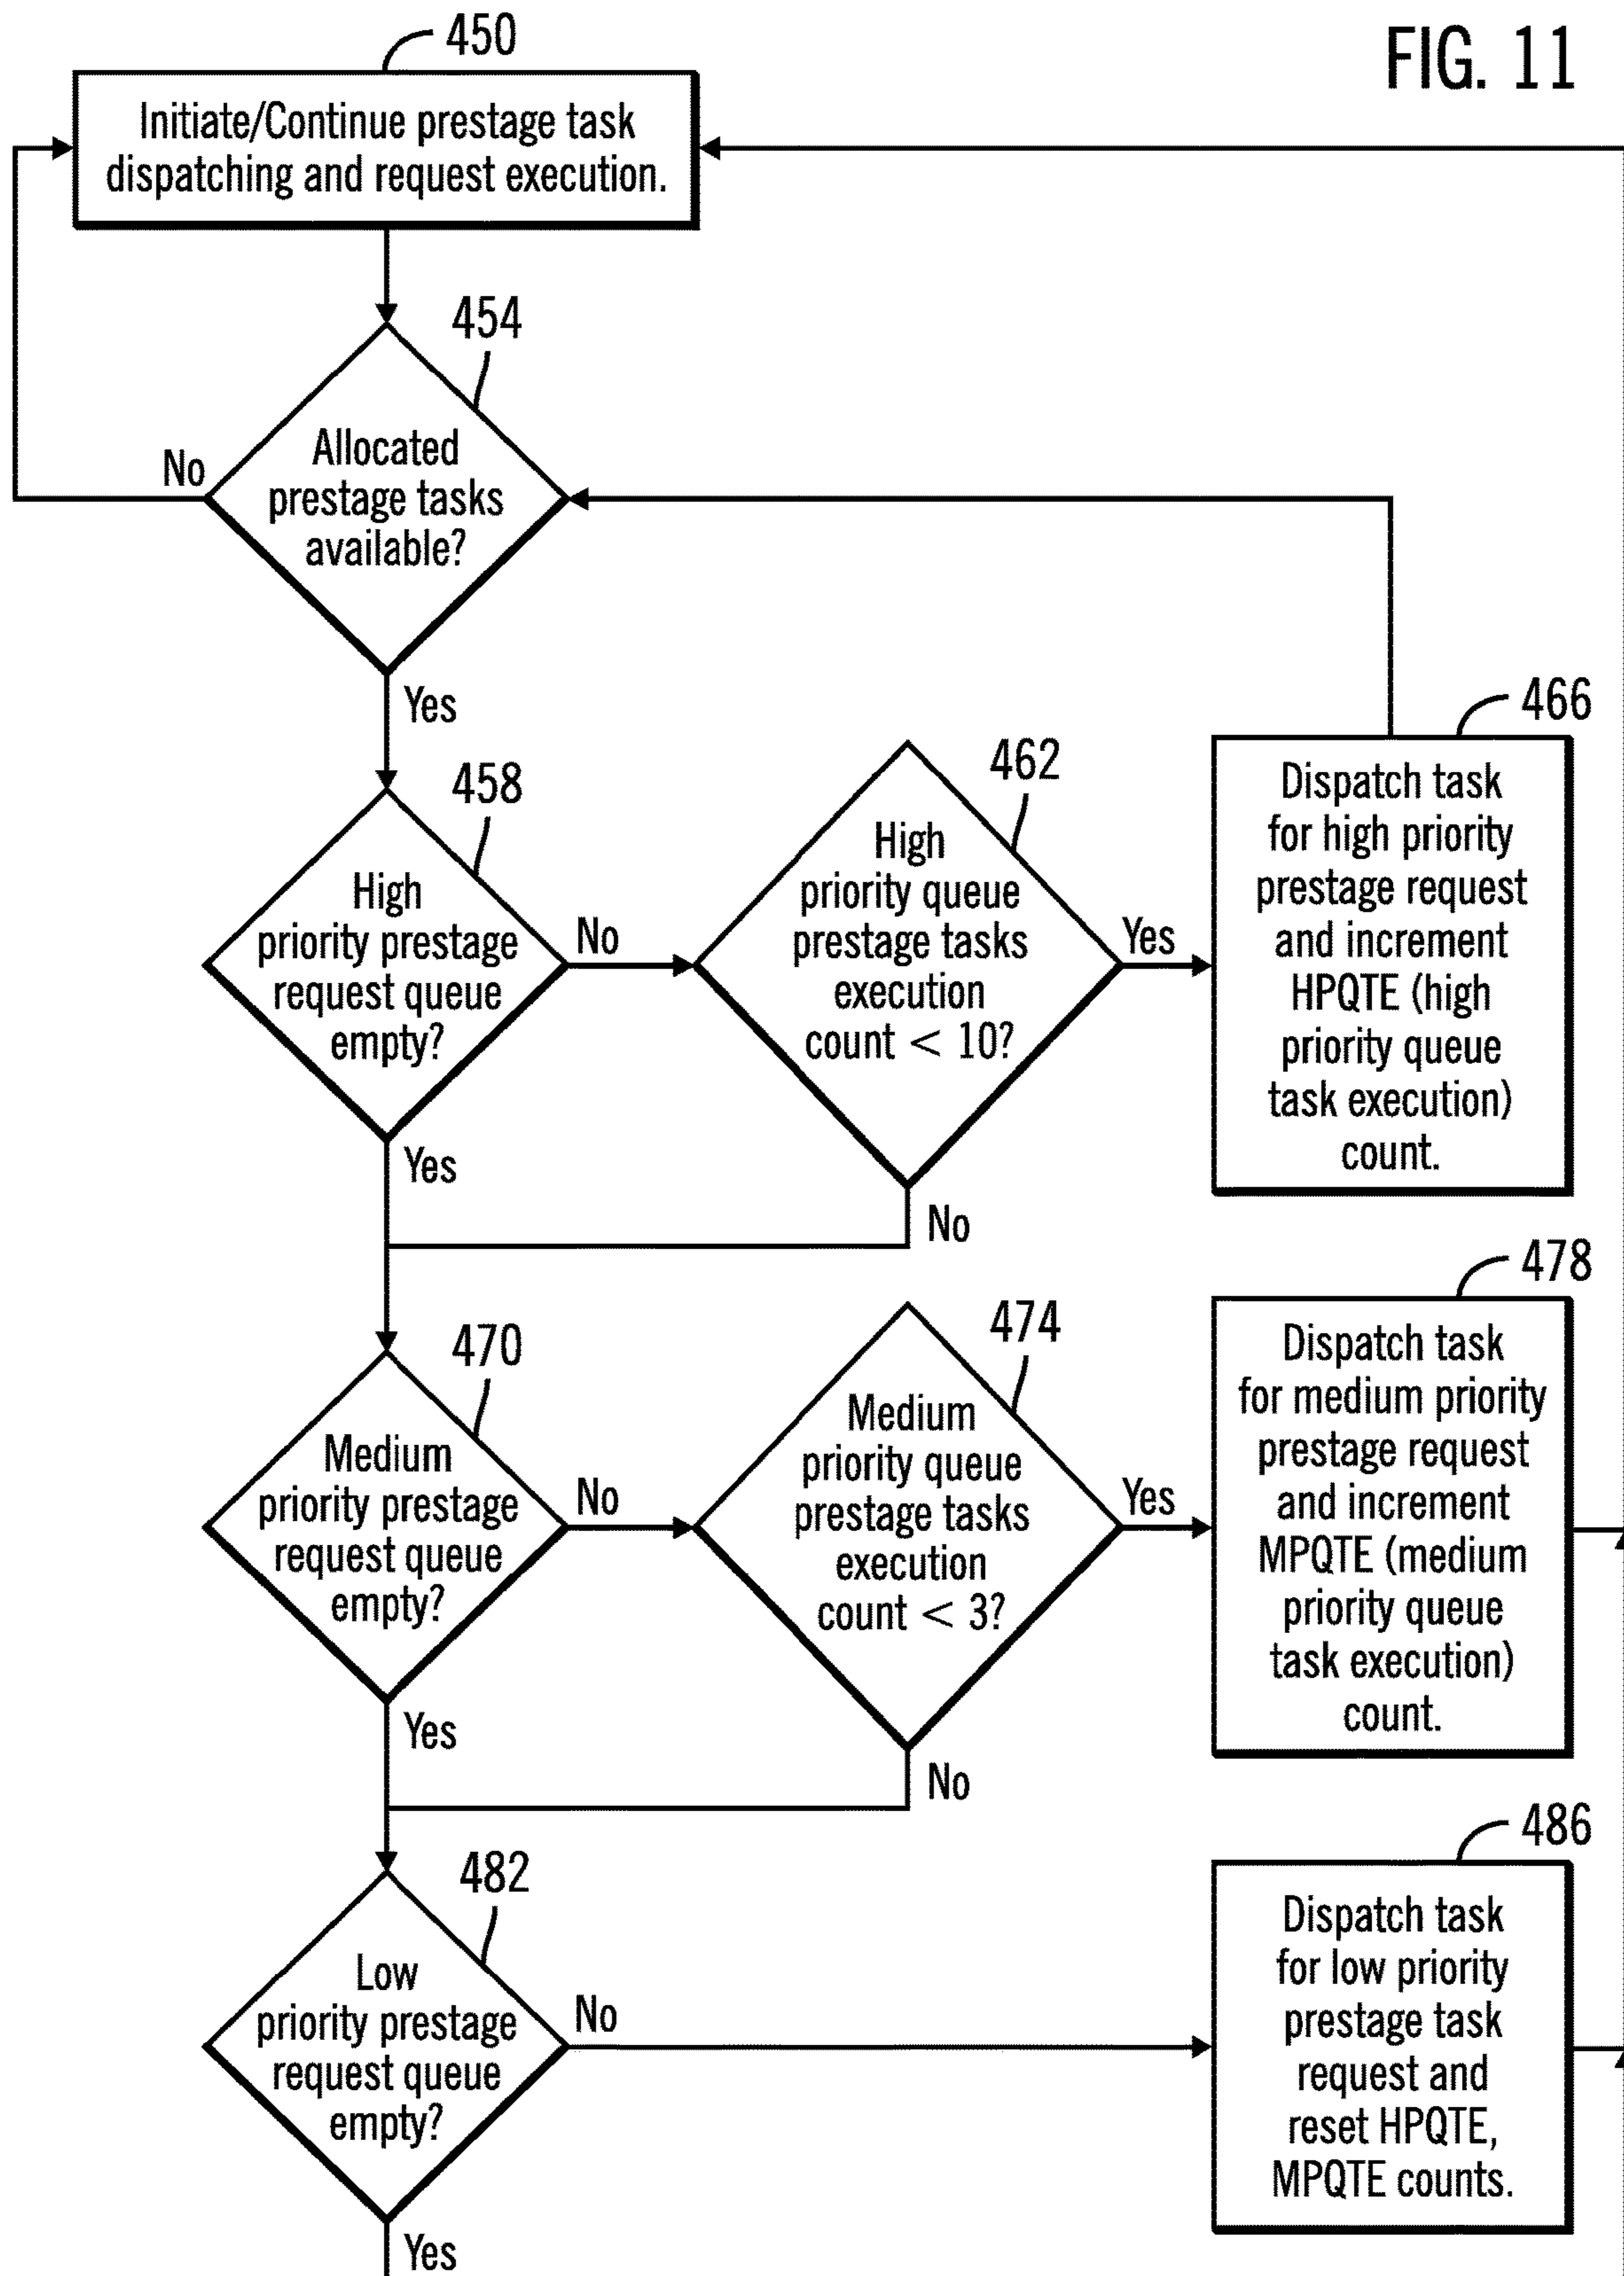 450
FIG. 11
Initiate/Continue prestage task
dispatching and request execution.
454
Allocated
prestage tasks
available?
No
Yes
458
High
priority prestage
request queue
empty?
No
Yes
462
High
priority queue
prestage tasks
execution
count < 10?
Yes
No
466
Dispatch task
for high priority
prestage request
and increment
HPQTE (high
priority queue
task execution)
count.
470
Medium
priority prestage
request queue
empty?
No
Yes
474
Medium
priority queue
prestage tasks
execution
count < 3?
Yes
No
478
Dispatch task
for medium priority
prestage request
and increment
MPQTE (medium
priority queue
task execution)
count.
482
Low
priority prestage
request queue
empty?
No
Yes
486
Dispatch task
for low priority
prestage task
request and
reset HPQTE,
MPQTE counts.